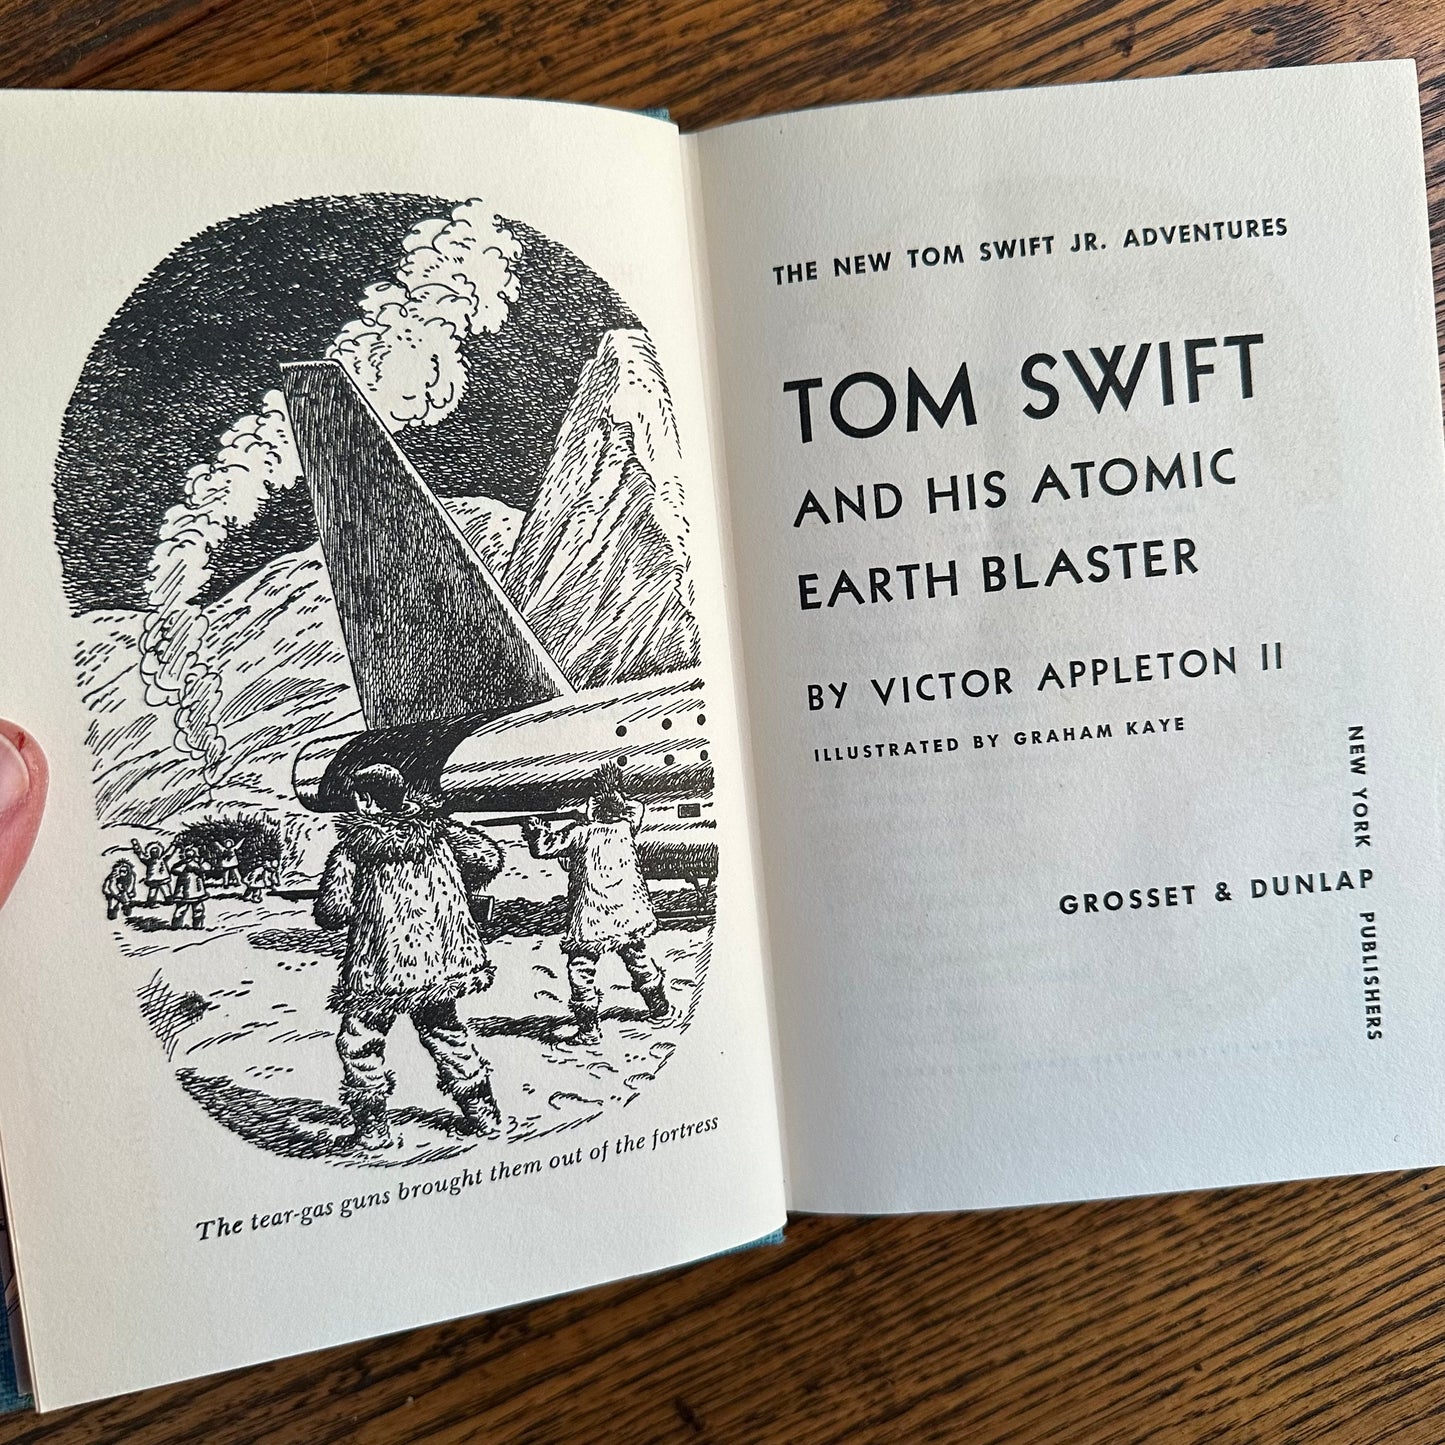 The tear-gas guns brought them out of the fortress
THE NEW TOM SWIFT JR. ADVENTURES
TOM SWIFT
AND HIS ATOMIC
EARTH BLASTER
BY VICTOR APPLETON II
ILLUSTRATED BY GRAHAM KAYE
GROSSET & DUNLAP
NEW YORK PUBLISHERS